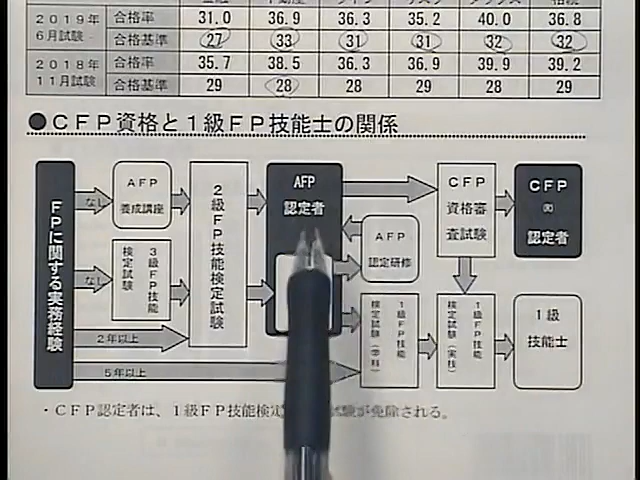 2019年 6月試験 合格率 31.0 36.9 36.3 35.2 40.0 36.8
合格基準 27 33 31 31 32 32
2018年 11月試験 合格率 35.7 38.5 36.3 36.9 39.9 39.2
合格基準 29 28 28 29 28 29
●CFP資格と1級FP技能士の関係
FPに関する実務経験
なし
AFP
養成講座
なし
3級FP技能
検定試験
2年以上
5年以上
2級FP技能検定試験
AFP
認定者
AFP
認定研修
1級FP技能
検定試験(学科)
CFP
資格審
査試験
1級FP技能
検定試験(実技)
CFP
®
認定者
1級
技能士
・CFP認定者は、1級FP技能検定 試験が免除される。